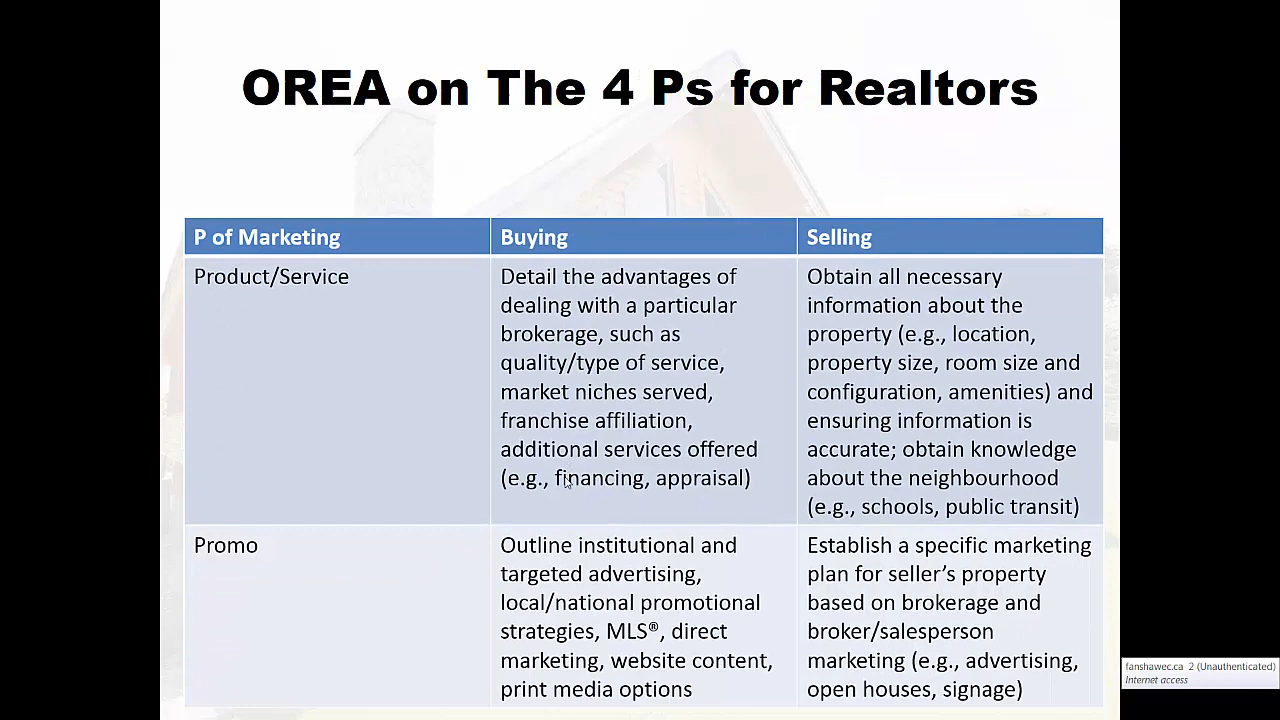 OREA on The 4 Ps for Realtors
P of Marketing
Buying
Selling
Product/Service
Detail the advantages of
dealing with a particular
brokerage, such as
quality/type of service,
market niches served,
franchise affiliation,
additional services offered
(e.g., financing, appraisal)
Obtain all necessary
information about the
property (e.g., location,
property size, room size and
configuration, amenities) and
ensuring information is
accurate; obtain knowledge
about the neighbourhood
(e.g., schools, public transit)
Promo
Outline institutional and
targeted advertising,
local/national promotional
strategies, MLS®, direct
marketing, website content,
print media options
Establish a specific marketing
plan for seller’s property
based on brokerage and
broker/salesperson
marketing (e.g., advertising,
open houses, signage)
fanshawec.ca 2 (Unauthenticated)
Internet access